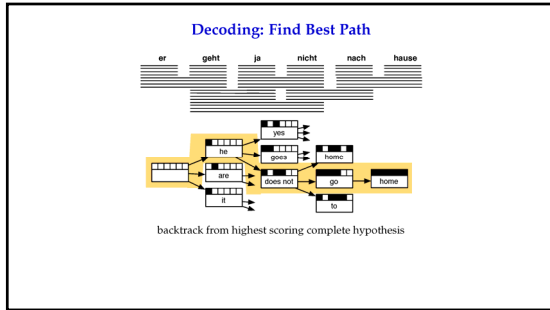 Decoding: Find Best Path
er geht ja nicht nach hause
yes
he
goes home
are does not go home
it
to
backtrack from highest scoring complete hypothesis